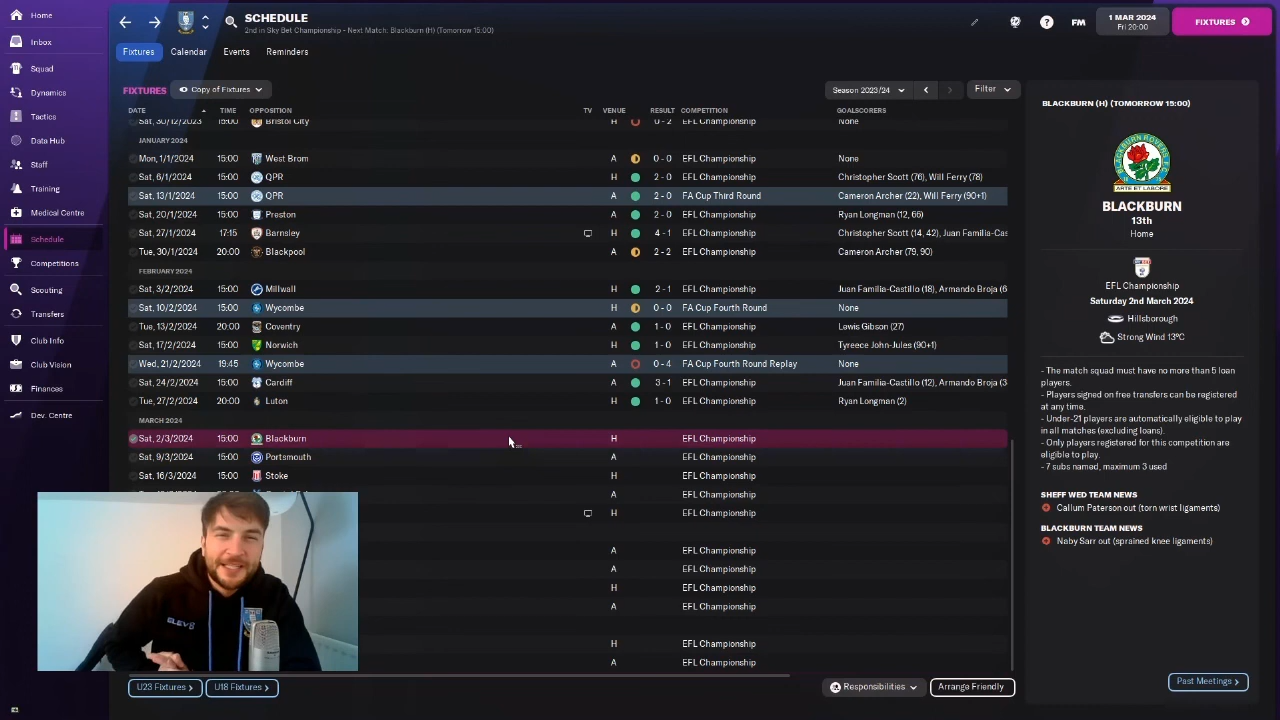 Home
SCHEDULE
2nd in Sky Bet Championship - Next Match: Blackburn (H) (Tomorrow 15:00)
FM
1 MAR 2024
Fri 20:00
FIXTURES
Inbox
Squad
Dynamics
Tactics
Data Hub
Staff
Training
Medical Centre
Schedule
Competitions
Scouting
Transfers
Club Info
Club Vision
Finances
Dev. Centre
Fixtures Calendar Events Reminders
FIXTURES Copy of Fixtures Season 2023/24 Filter
DATE TIME OPPOSITION TV VENUE RESULT COMPETITION GOALSCORERS
Sat, 30/12/2023 15:00 Bristol City H 0 - 2 EFL Championship None
JANUARY 2024
Mon, 1/1/2024 15:00 West Brom A 0 - 0 EFL Championship None
Sat, 6/1/2024 15:00 QPR H 2 - 0 EFL Championship Christopher Scott (76), Will Ferry (78)
Sat, 13/1/2024 15:00 QPR A 2 - 0 FA Cup Third Round Cameron Archer (22), Will Ferry (90+1)
Sat, 20/1/2024 15:00 Preston A 2 - 0 EFL Championship Ryan Longman (12, 66)
Sat, 27/1/2024 17:15 Barnsley H 4 - 1 EFL Championship Christopher Scott (14, 42), Juan Familia-Cas
Tue, 30/1/2024 20:00 Blackpool A 2 - 2 EFL Championship Cameron Archer (79, 90)
FEBRUARY 2024
Sat, 3/2/2024 15:00 Millwall H 2 - 1 EFL Championship Juan Familia-Castillo (18), Armando Broja (6
Sat, 10/2/2024 15:00 Wycombe H 0 - 0 FA Cup Fourth Round None
Tue, 13/2/2024 20:00 Coventry A 1 - 0 EFL Championship Lewis Gibson (27)
Sat, 17/2/2024 15:00 Norwich H 1 - 0 EFL Championship Tyreece John-Jules (90+1)
Wed, 21/2/2024 19:45 Wycombe A 0 - 4 FA Cup Fourth Round Replay None
Sat, 24/2/2024 15:00 Cardiff A 3 - 1 EFL Championship Juan Familia-Castillo (12), Armando Broja (3
Tue, 27/2/2024 20:00 Luton H 1 - 0 EFL Championship Ryan Longman (2)
MARCH 2024
Sat, 2/3/2024 15:00 Blackburn H EFL Championship
Sat, 9/3/2024 15:00 Portsmouth A EFL Championship
Sat, 16/3/2024 15:00 Stoke H EFL Championship
A EFL Championship
H EFL Championship
A EFL Championship
A EFL Championship
H EFL Championship
A EFL Championship
H EFL Championship
A EFL Championship
ELEV8
U23 Fixtures U18 Fixtures Responsibilities Arrange Friendly
BLACKBURN (H) (TOMORROW 15:00)
BLACKBURN ROVERS F.C.
ARTE ET LABORE
BLACKBURN
13th
Home
EFL Championship
Saturday 2nd March 2024
Hillsborough
Strong Wind 13°C
- The match squad must have no more than 5 loan
players.
- Players signed on free transfers can be registered
at any time.
- Under-21 players are automatically eligible to play
in all matches (excluding loans).
- Only players registered for this competition are
eligible to play.
- 7 subs named, maximum 3 used
SHEFF WED TEAM NEWS
Callum Paterson out (torn wrist ligaments)
BLACKBURN TEAM NEWS
Naby Sarr out (sprained knee ligaments)
Past Meetings